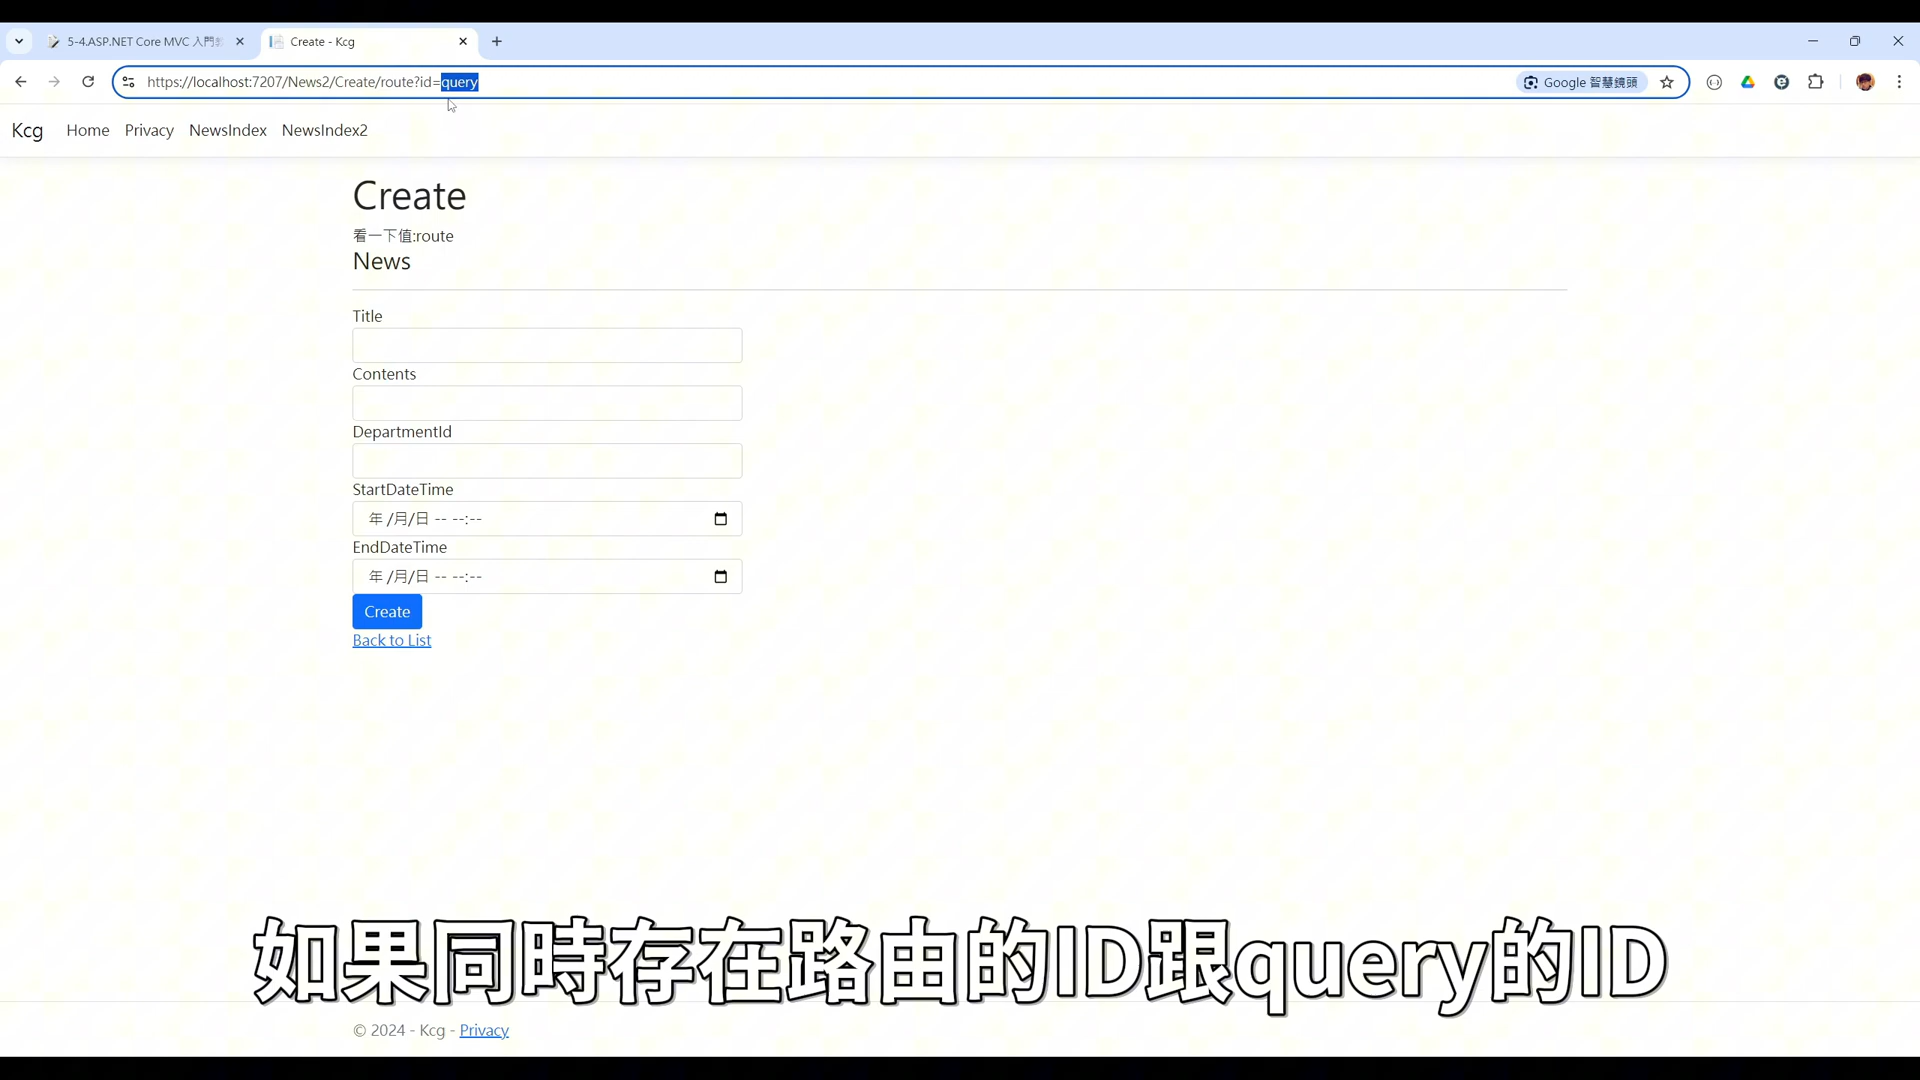 5-4.ASP.NET Core MVC 入門
Create - Kcg
https://localhost:7207/News2/Create/route?id=query
Google 智慧鏡頭
Kcg Home Privacy NewsIndex NewsIndex2
Create
看一下值:route
News
Title
Contents
DepartmentId
StartDateTime
年 /月/日 -- --:--
EndDateTime
年 /月/日 -- --:--
Create
Back to List
如果同時存在路由的ID跟query的ID
© 2024 - Kcg - Privacy